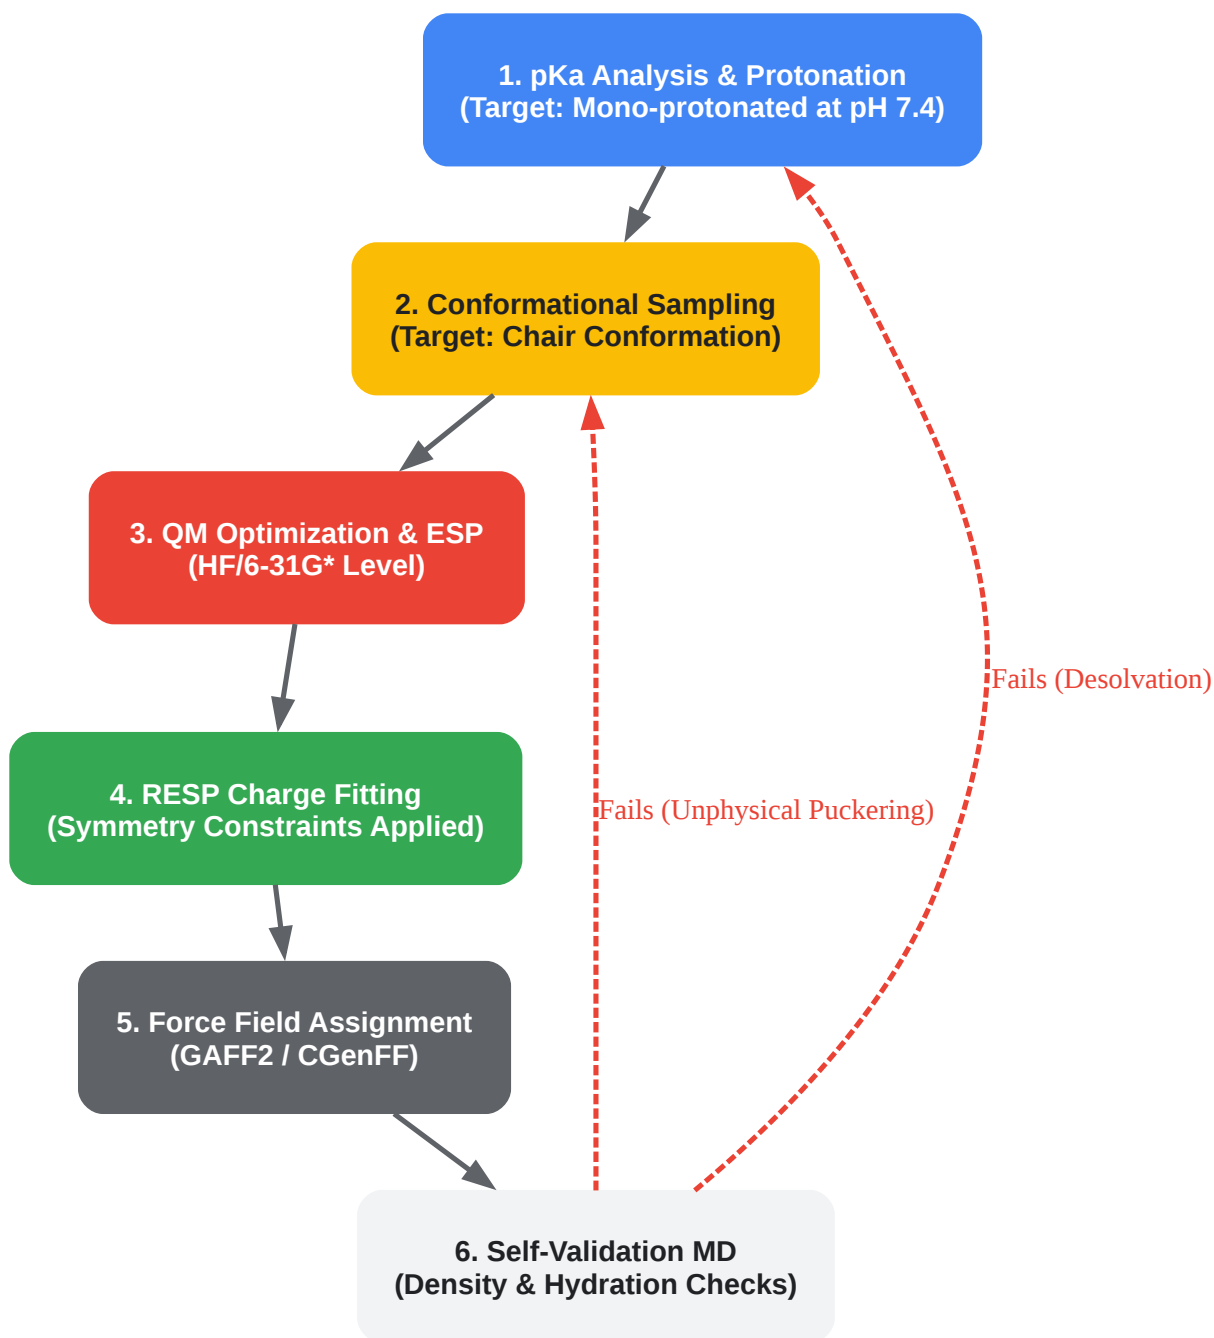 1. pKa Analysis & Protonation
(Target: Mono-protonated at pH 7.4)
2. Conformational Sampling
(Target: Chair Conformation)
3. QM Optimization & ESP
(HF/6-31G* Level)
Fails (Desolvation)
4. RESP Charge Fitting
(Symmetry Constraints Applied)
Fails (Unphysical Puckering)
5. Force Field Assignment
(GAFF2 / CGenFF)
6. Self-Validation MD
(Density & Hydration Checks)